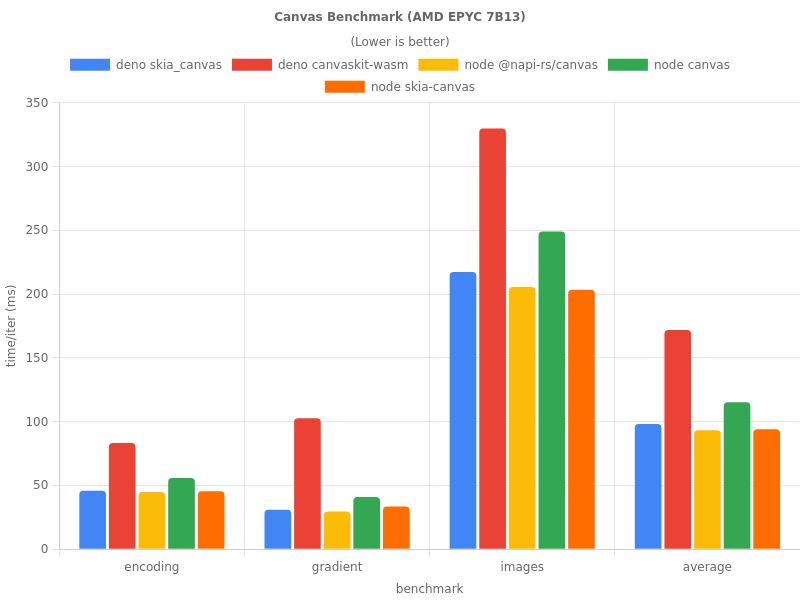 Canvas Benchmark (AMD EPYC 7B13)
(Lower is better)
deno skia_canvas deno canvaskit-wasm node @napi-rs/canvas node canvas
node skia-canvas
350
300
250
200
150
100
50
0
time/iter (ms)
encoding gradient images average
benchmark